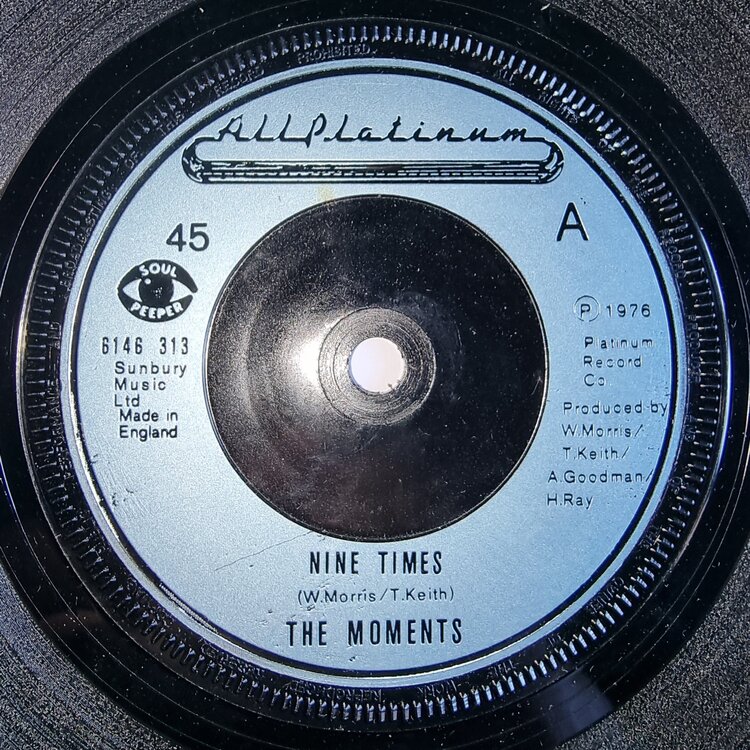 AllPlatinum
45
A
SOUL
PEEPER
6146 313
Sunbury
Music
Ltd
Made in
England
Ⓟ 1976
Platinum
Record
Co.
Produced by
W.Morris/
T.Keith/
A.Goodman/
H.Ray
NINE TIMES
(W.Morris/T.Keith)
THE MOMENTS